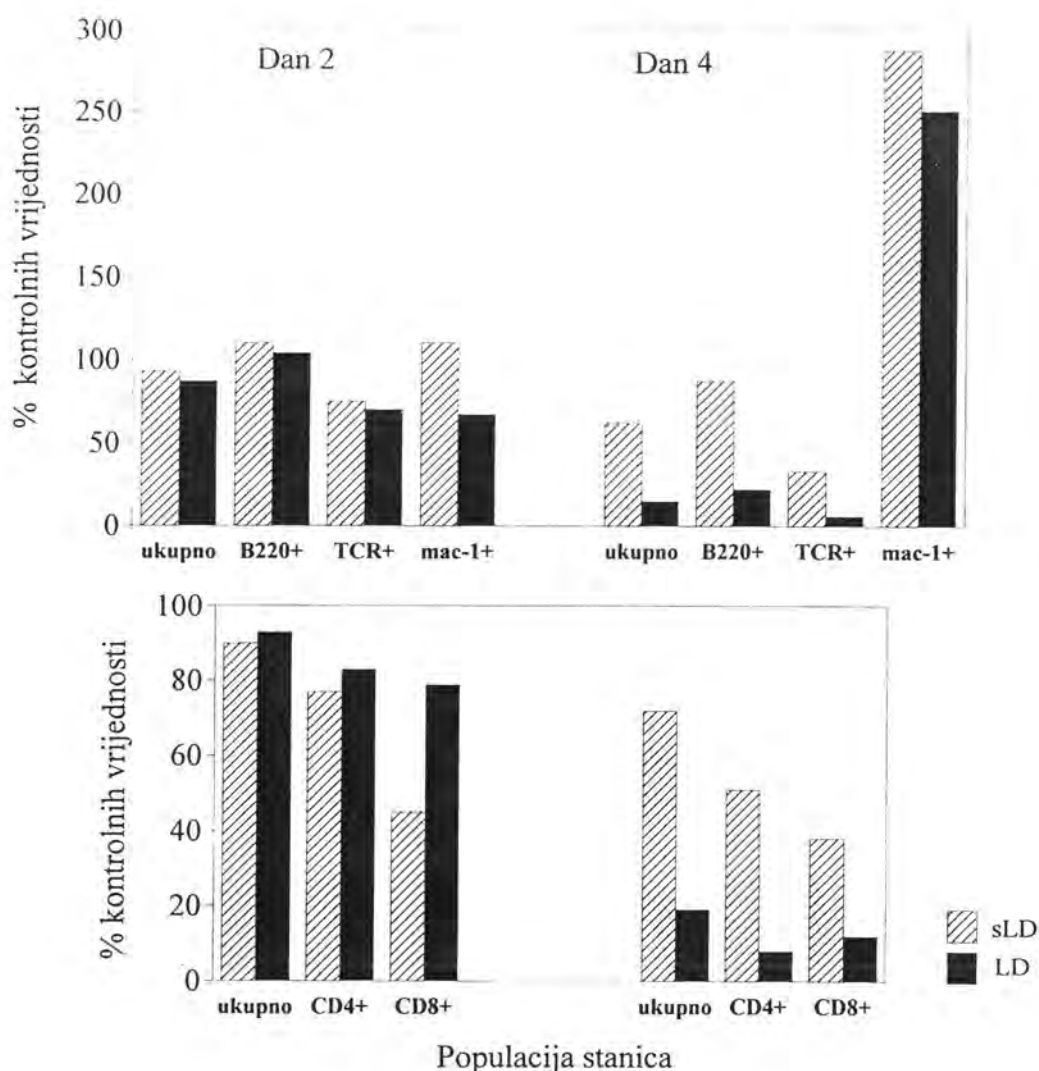 Dan 2
Dan 4
% kontrolnih vrijednosti
300
250
200
150
100
50
0
ukupno B220+ TCR+ mac-1+
ukupno B220+ TCR+ mac-1+
% kontrolnih vrijednosti
100
80
60
40
20
0
ukupno CD4+ CD8+
ukupno CD4+ CD8+
sLD
LD
Populacija stanica